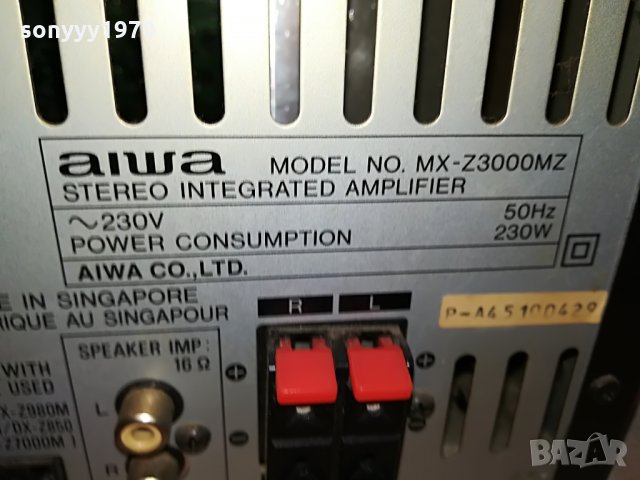 sonyyy1970
aiwa MODEL NO. MX-Z3000MZ
STEREO INTEGRATED AMPLIFIER
~230V 50Hz
POWER CONSUMPTION 230W
AIWA CO.,LTD.
IN SINGAPORE
AU SINGAPOUR
R L
P-A45100429
SPEAKER IMP:
16 Ω
WITH
USED
X-Z980M
/DX-Z850
-Z7000M)
L
R
+ +
- -
BAZAR